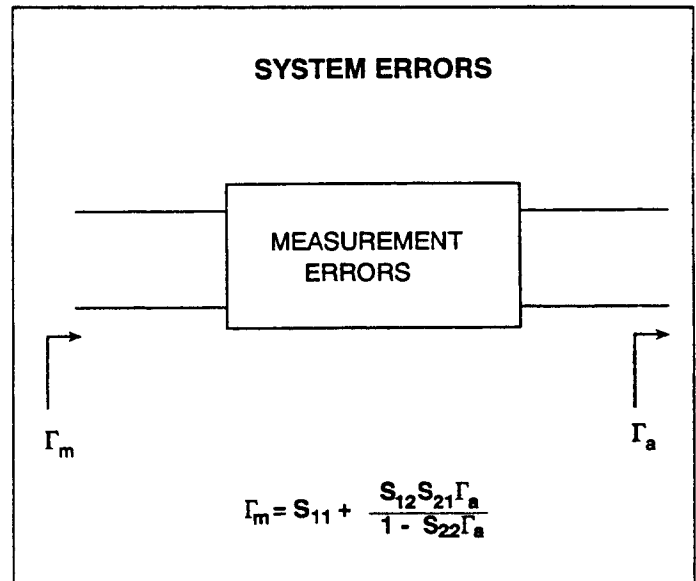 SYSTEM ERRORS
MEASUREMENT
ERRORS
Γm
Γa
Γm = S11 + S12S21Γa / 1 - S22Γa